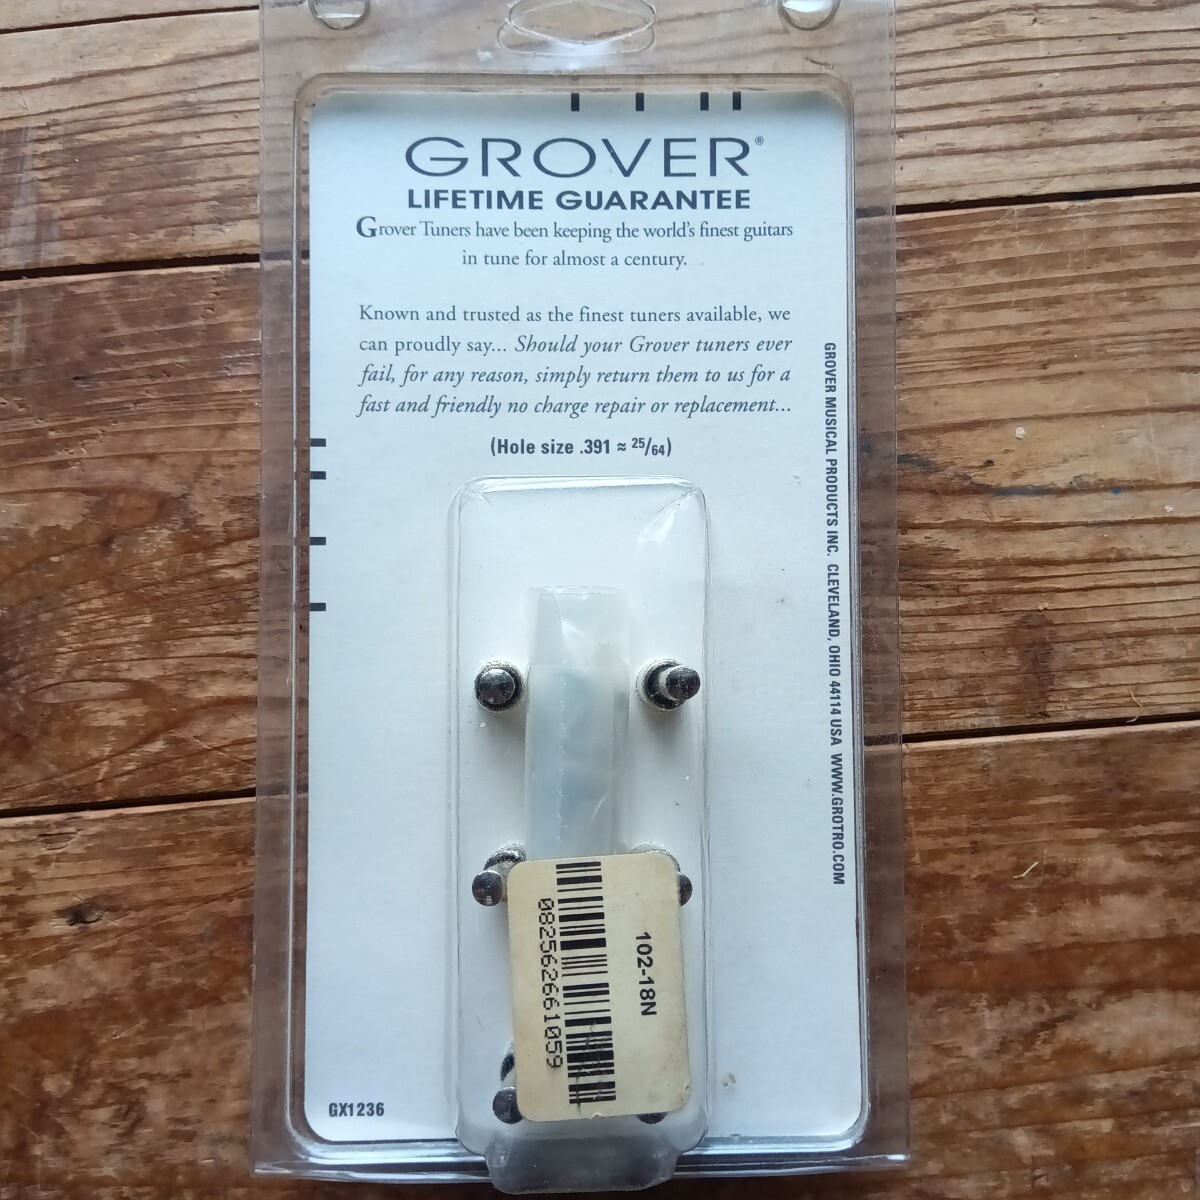 GROVER®
LIFETIME GUARANTEE
Grover Tuners have been keeping the world's finest guitars
in tune for almost a century.
Known and trusted as the finest tuners available, we
can proudly say... Should your Grover tuners ever
fail, for any reason, simply return them to us for a
fast and friendly no charge repair or replacement...
(Hole size .391 ≈ 25/64)
GROVER MUSICAL PRODUCTS INC. CLEVELAND, OHIO 44114 USA WWW.GROTRO.COM
102-18N
082562661059
GX1236